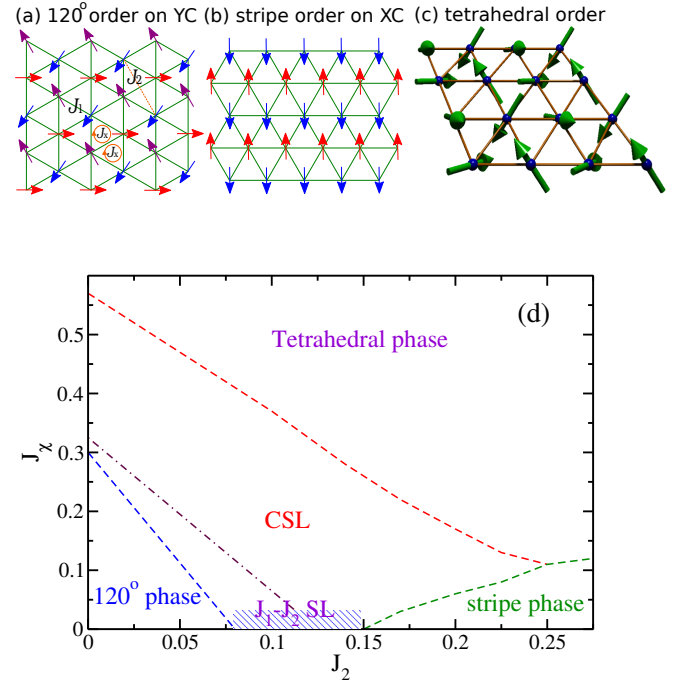 (a) 120° order on YC (b) stripe order on XC (c) tetrahedral order
J₂
J₁
Jχ
Jχ
(d)
Tetrahedral phase
CSL
120° phase
J₁-J₂ SL
stripe phase
0.5
0.4
0.3
0.2
0.1
0
Jχ
0 0.05 0.1 0.15 0.2 0.25
J₂